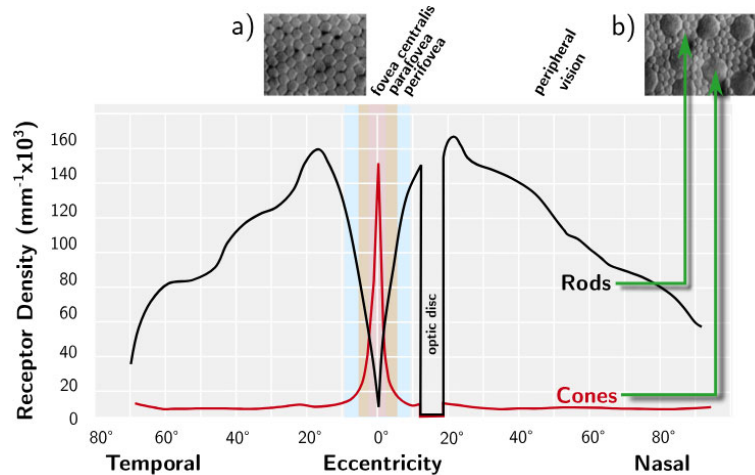 a)
b)
fovea centralis
parafovea
perifovea
peripheral
vision
Receptor Density (mm⁻¹x10³)
160
140
120
100
80
60
40
20
0
optic disc
Rods
Cones
80° 60° 40° 20° 0° 20° 40° 60° 80°
Temporal Eccentricity Nasal